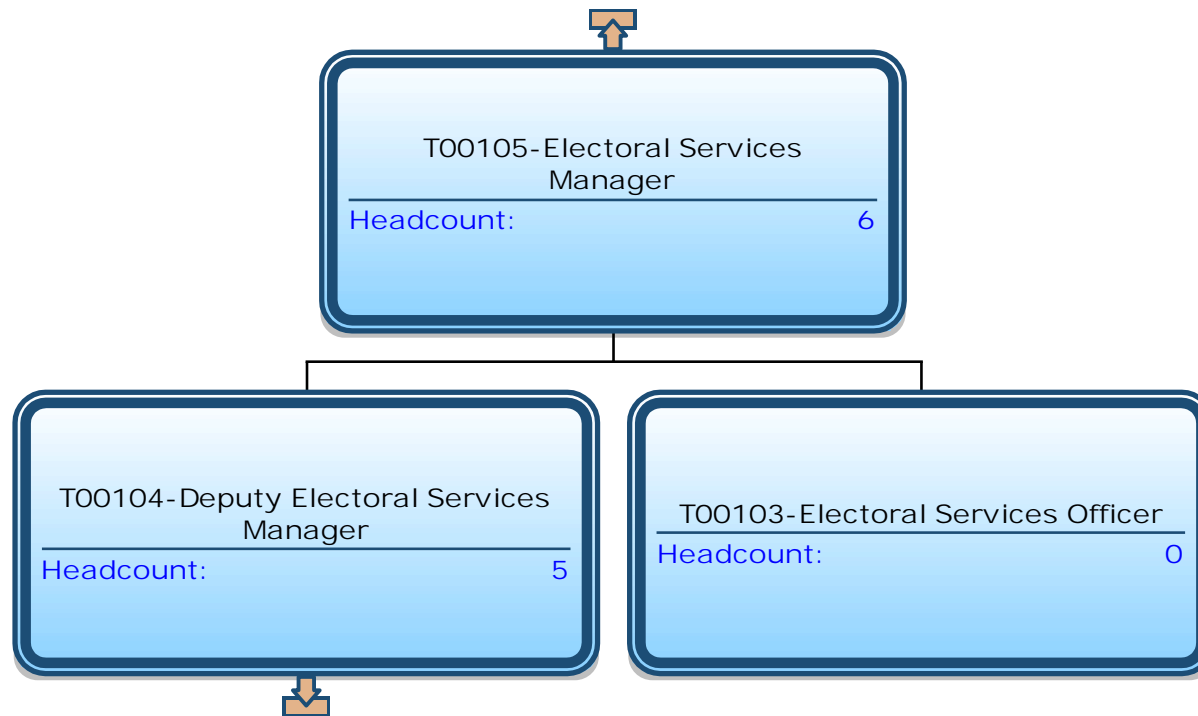 T00105-Electoral Services
Manager
Headcount: 6
T00104-Deputy Electoral Services
Manager
Headcount: 5
T00103-Electoral Services Officer
Headcount: 0